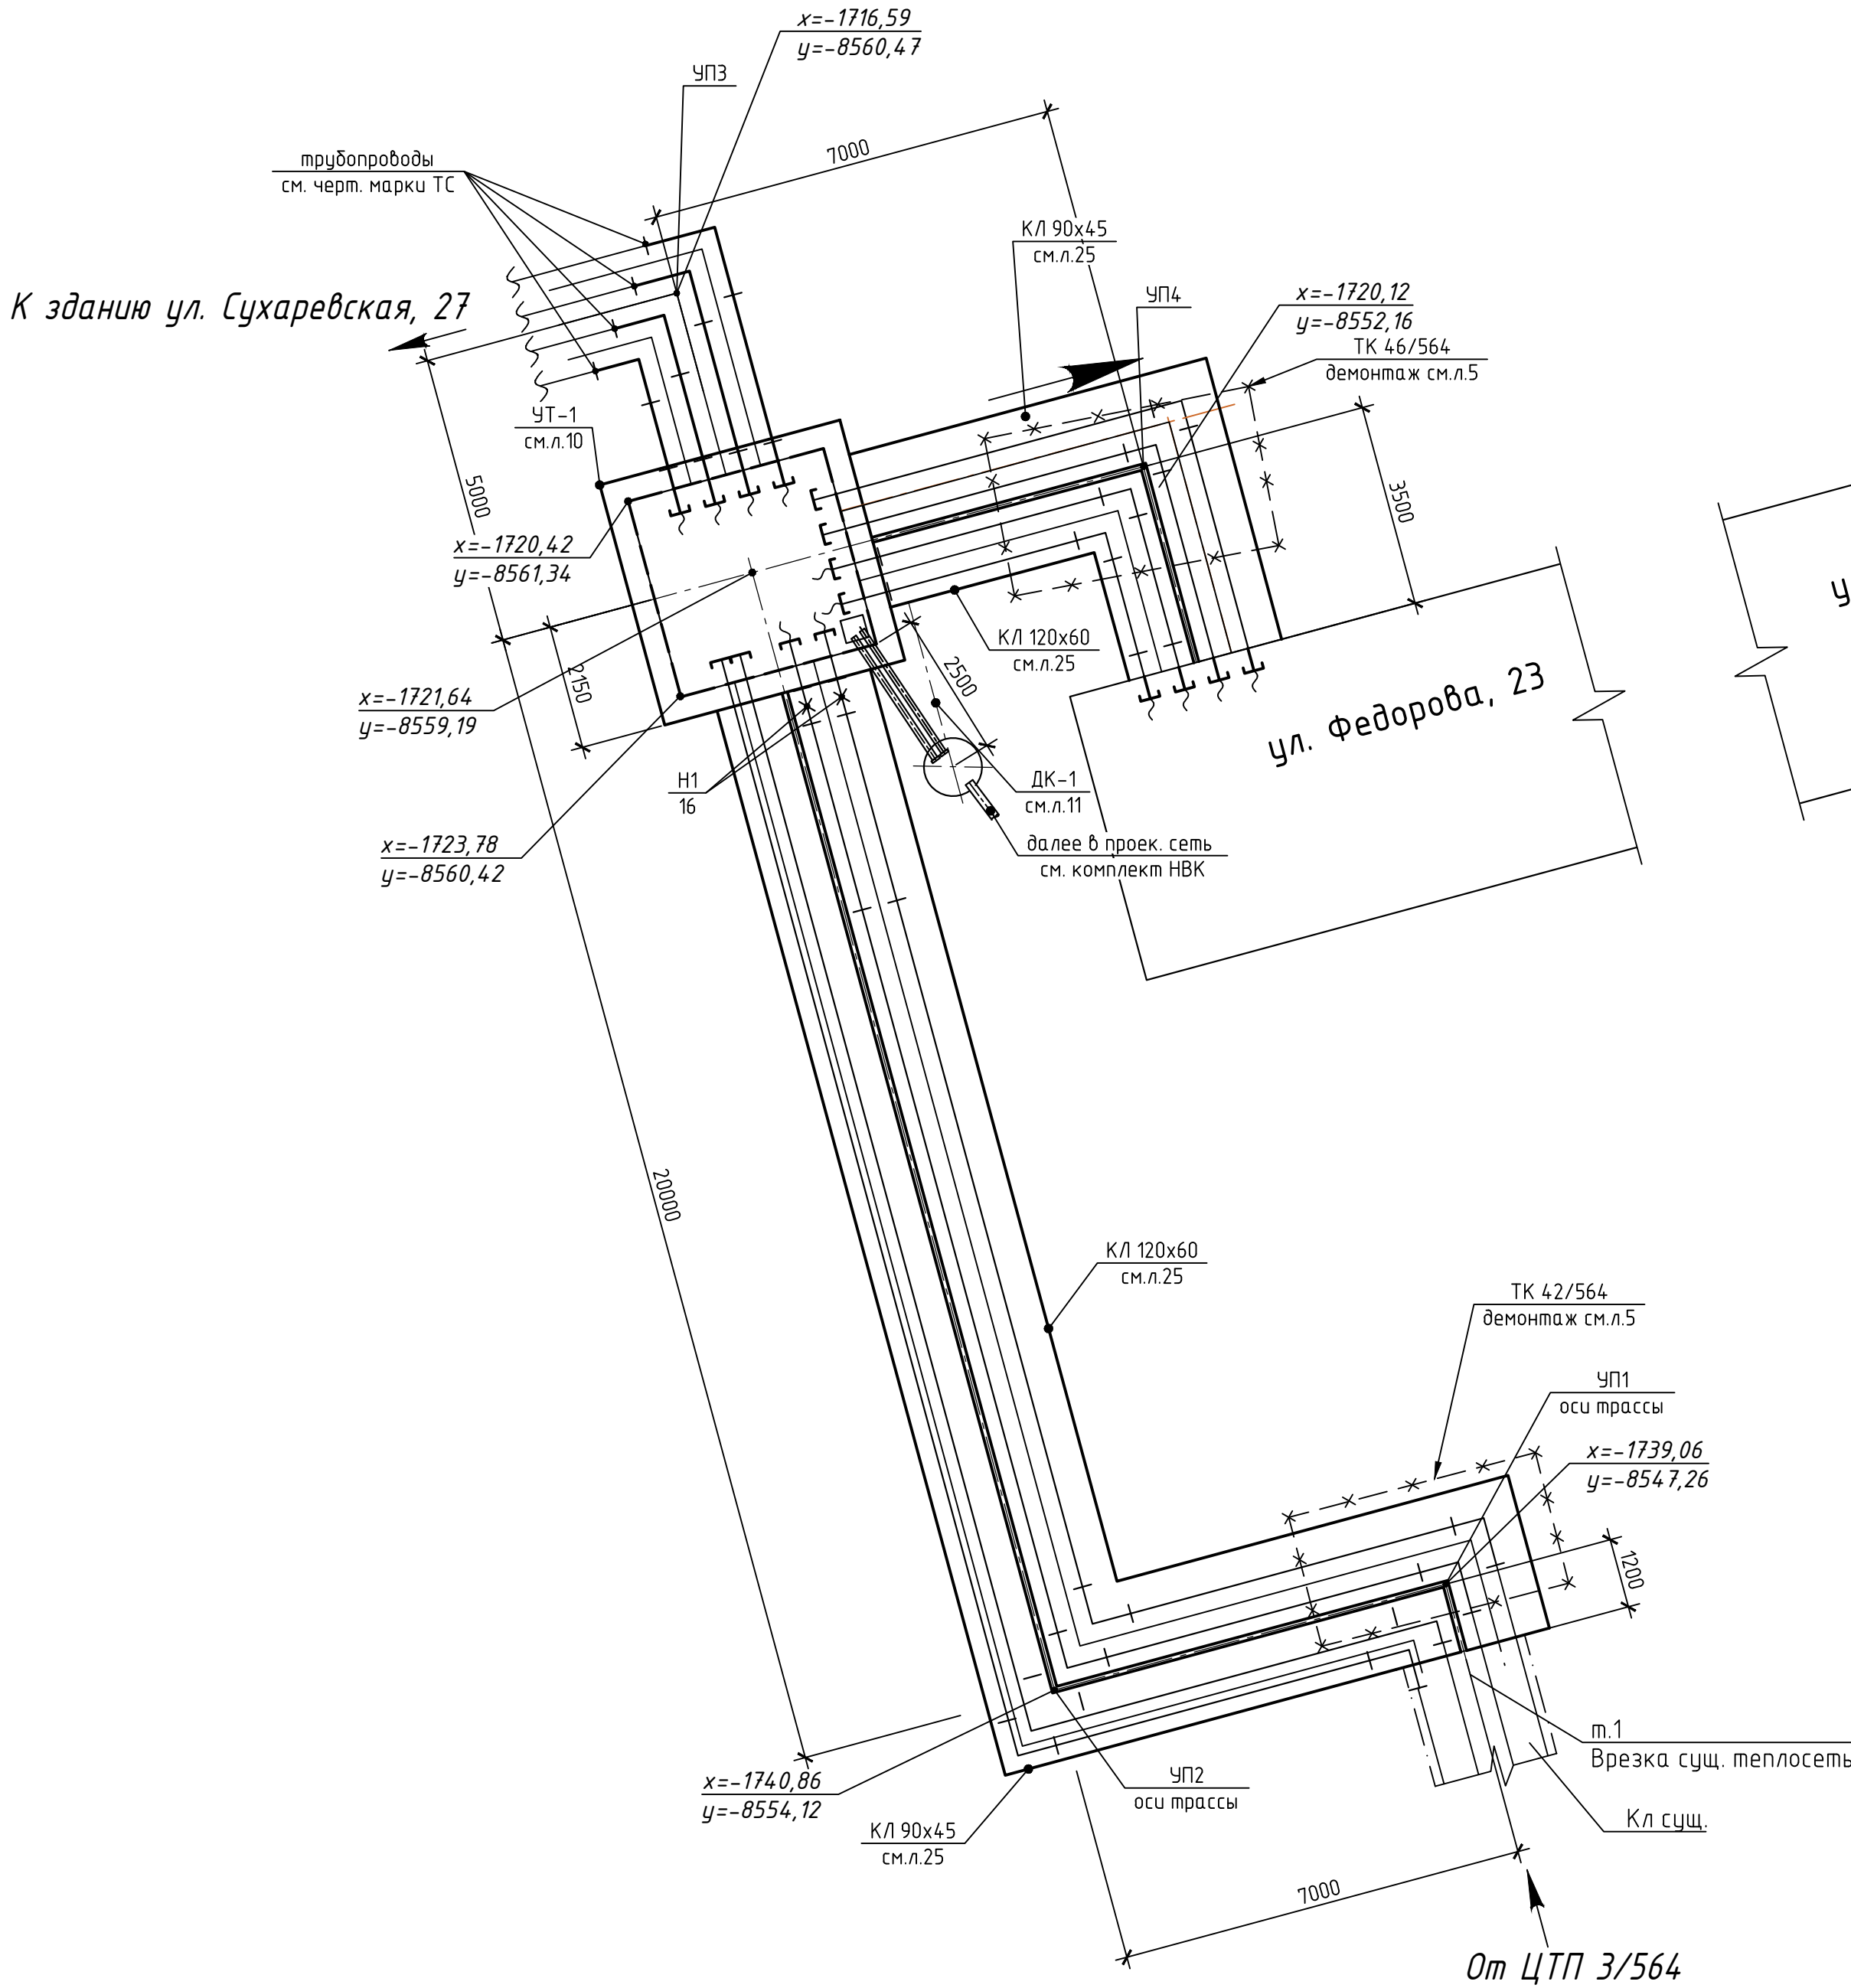 x=-1716,59
y=-8560,47
УП3
7000
трубопроводы
см. черт. марки ТС
КЛ 90х45
см.л.25
К зданию ул. Сухаревская, 27
УП4
x=-1720,12
y=-8552,16
ТК 46/564
демонтаж см.л.5
УТ-1
см.л.10
5000
3500
x=-1720,42
y=-8561,34
КЛ 120х60
см.л.25
2500
2150
x=-1721,64
y=-8559,19
ул. Федорова, 23
У
Н1
16
ДК-1
см.л.11
x=-1723,78
y=-8560,42
далее в проек. сеть
см. комплект НВК
20000
КЛ 120х60
см.л.25
ТК 42/564
демонтаж см.л.5
УП1
оси трассы
x=-1739,06
y=-8547,26
1200
т.1
Врезка сущ. теплосеть
x=-1740,86
y=-8554,12
УП2
оси трассы
Кл сущ.
КЛ 90х45
см.л.25
7000
От ЦТП 3/564